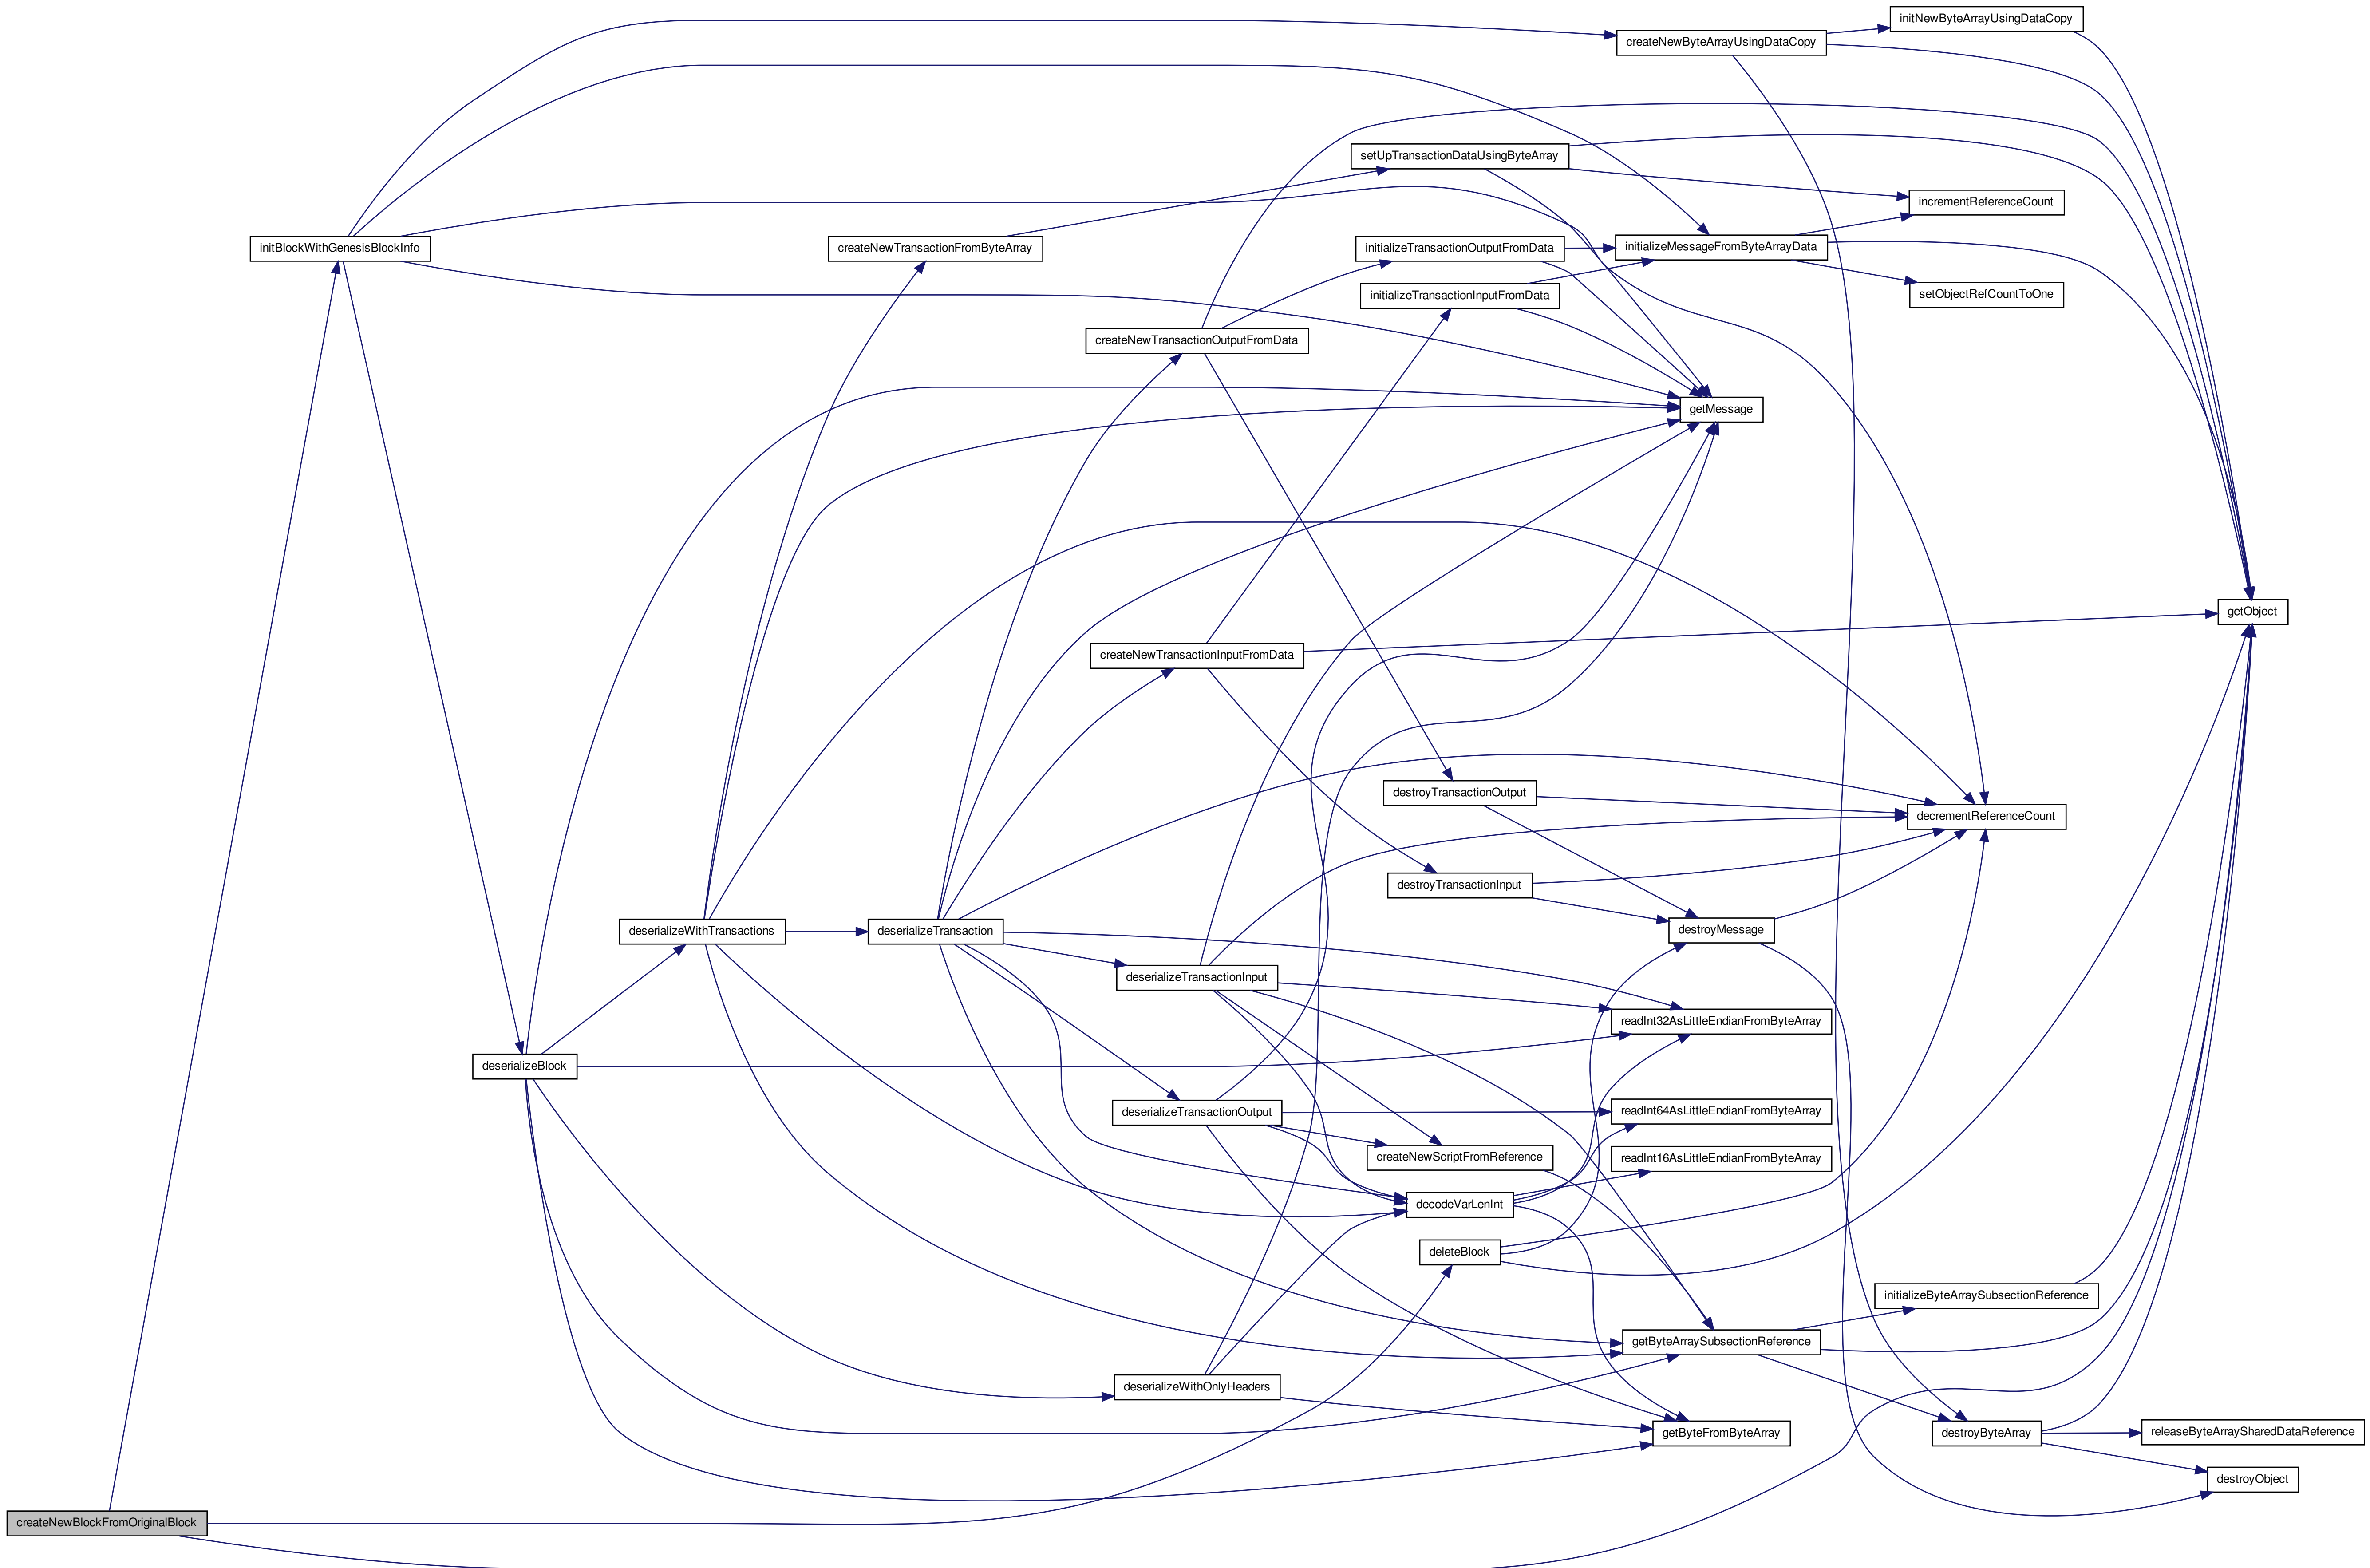 initNewByteArrayUsingDataCopy
createNewByteArrayUsingDataCopy
setUpTransactionDataUsingByteArray
incrementReferenceCount
initBlockWithGenesisBlockInfo
createNewTransactionFromByteArray
initializeTransactionOutputFromData
initializeMessageFromByteArrayData
initializeTransactionInputFromData
setObjectRefCountToOne
createNewTransactionOutputFromData
getMessage
getObject
createNewTransactionInputFromData
destroyTransactionOutput
decrementReferenceCount
destroyTransactionInput
deserializeWithTransactions
deserializeTransaction
destroyMessage
deserializeTransactionInput
readInt32AsLittleEndianFromByteArray
deserializeBlock
deserializeTransactionOutput
readInt64AsLittleEndianFromByteArray
createNewScriptFromReference
readInt16AsLittleEndianFromByteArray
decodeVarLenInt
deleteBlock
initializeByteArraySubsectionReference
getByteArraySubsectionReference
deserializeWithOnlyHeaders
getByteFromByteArray
destroyByteArray
releaseByteArraySharedDataReference
destroyObject
createNewBlockFromOriginalBlock